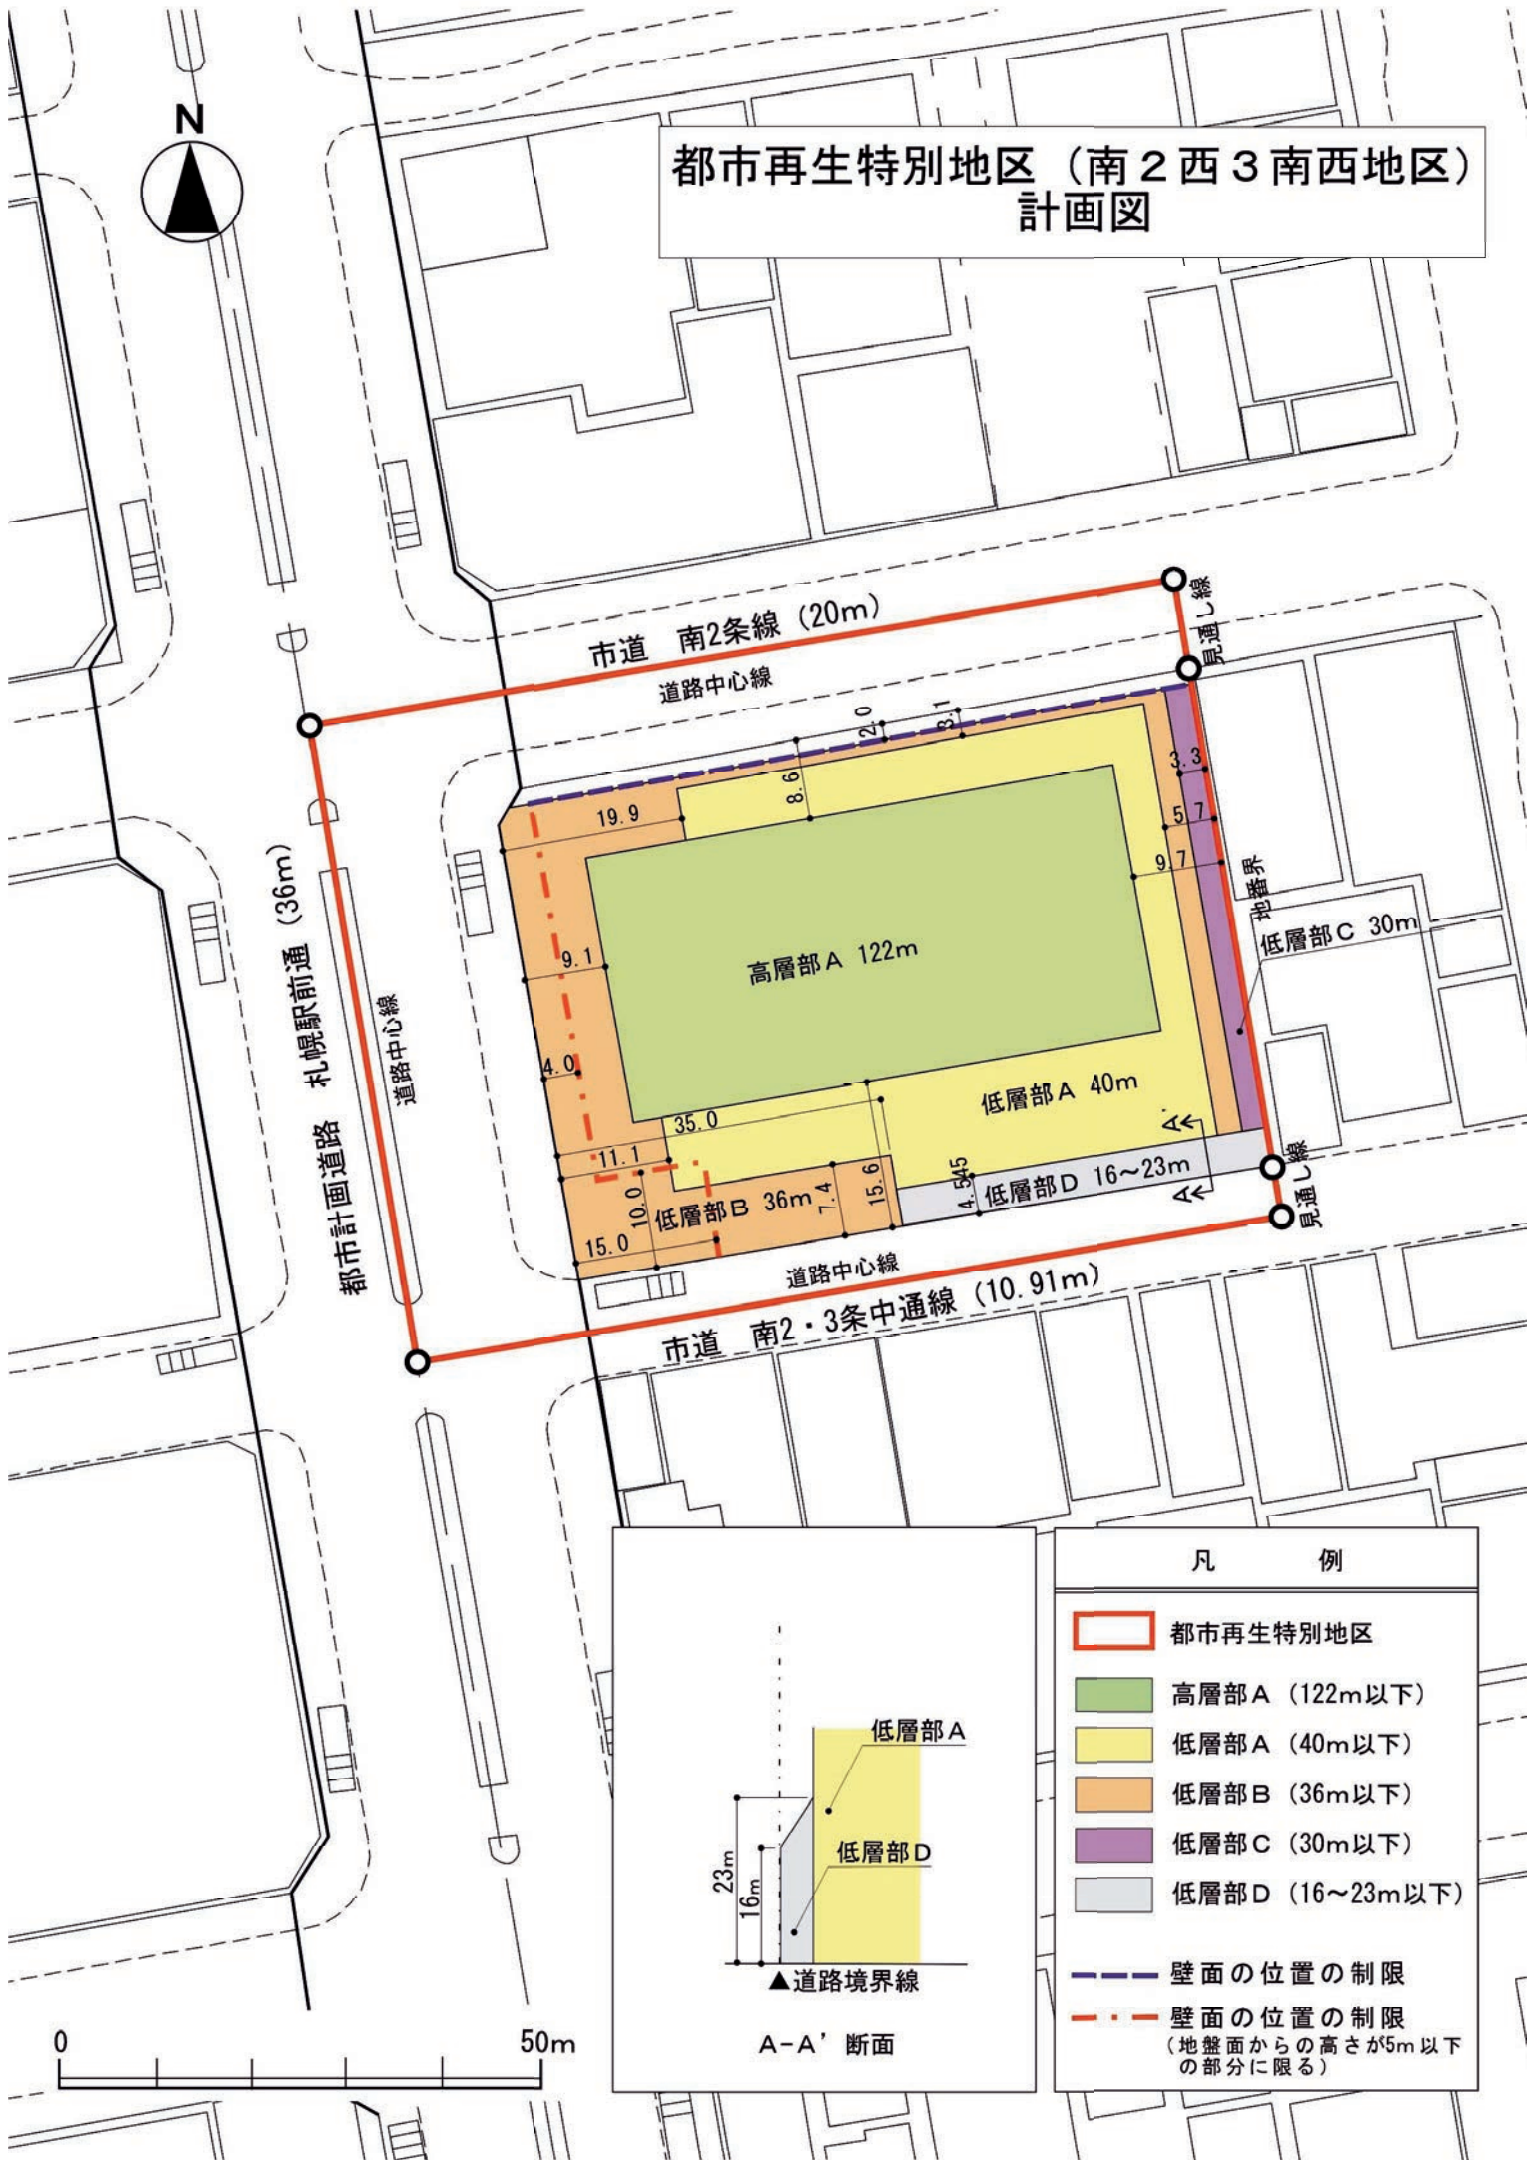 N
都市再生特別地区（南２西３南西地区）
計画図
市道　南2条線（20m）
道路中心線
見通し線
2.0
3.1
8.6
19.9
3.3
5.7
9.7
地番界
低層部C 30m
都市計画道路　札幌駅前通（36m）
道路中心線
9.1
高層部A 122m
4.0
35.0
低層部A 40m
A'
11.1
10.0
低層部B 36m
7.4
15.6
4.545
低層部D 16～23m
A
見通し線
15.0
道路中心線
市道　南2・3条中通線（10.91m）
低層部A
低層部D
23m
16m
▲道路境界線
A-A' 断面
凡　例
都市再生特別地区
高層部A（122m以下）
低層部A（40m以下）
低層部B（36m以下）
低層部C（30m以下）
低層部D（16～23m以下）
壁面の位置の制限
壁面の位置の制限
（地盤面からの高さが5m以下
の部分に限る）
0
50m